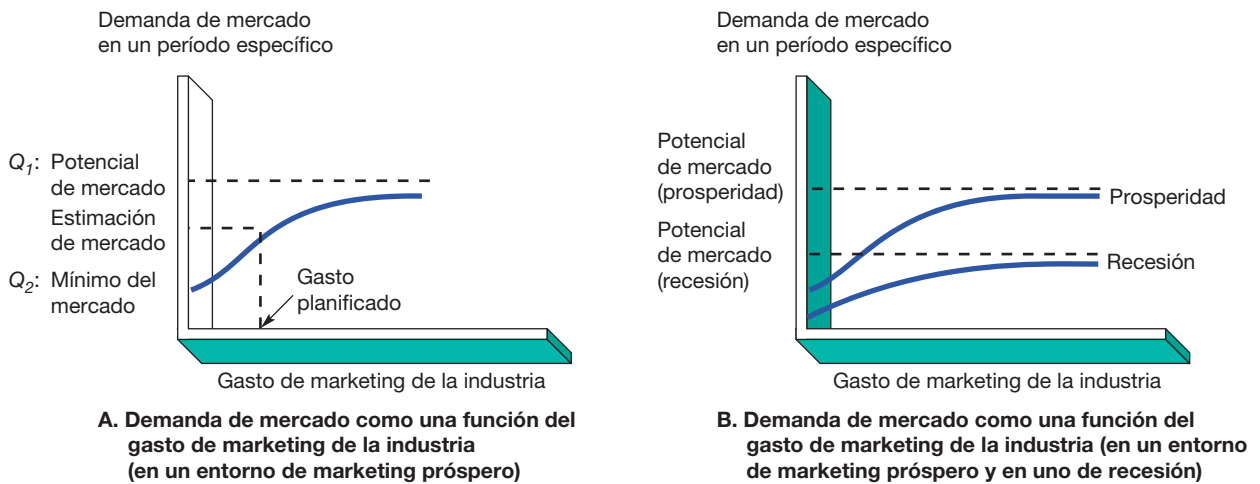 Demanda de mercado
en un período específico
Q1: Potencial
de mercado
Estimación
de mercado
Q2: Mínimo del
mercado
Gasto
planificado
Gasto de marketing de la industria
A. Demanda de mercado como una función del
gasto de marketing de la industria
(en un entorno de marketing próspero)
Demanda de mercado
en un período específico
Potencial
de mercado
(prosperidad)
Potencial
de mercado
(recesión)
Prosperidad
Recesión
Gasto de marketing de la industria
B. Demanda de mercado como una función del
gasto de marketing de la industria (en un entorno
de marketing próspero y en uno de recesión)